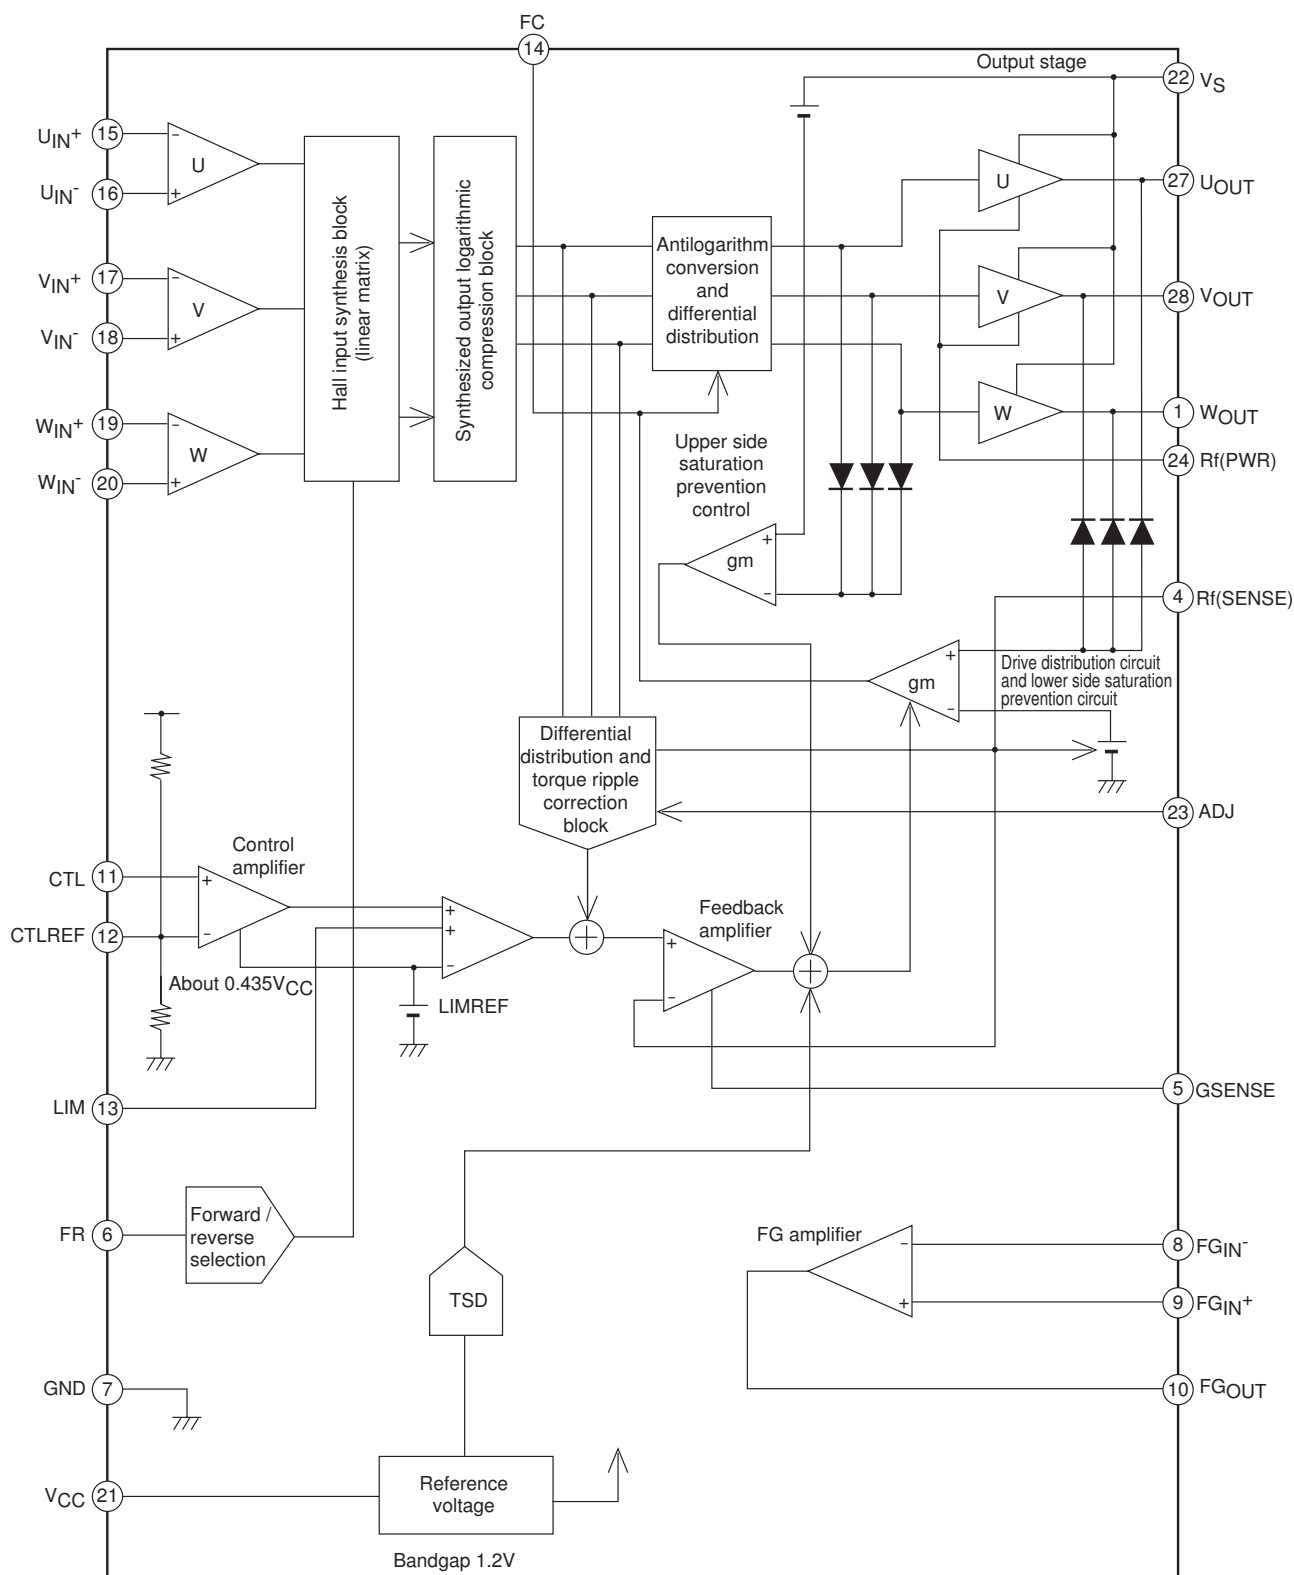 FC
14
Output stage
22 VS
UIN+ 15
−
U
+
UIN- 16
VIN+ 17
−
V
+
VIN- 18
WIN+ 19
−
W
+
WIN- 20
Hall input synthesis block
(linear matrix)
Synthesized output logarithmic
compression block
Antilogarithm
conversion
and
differential
distribution
U
27 UOUT
V
28 VOUT
W
1 WOUT
24 Rf(PWR)
Upper side
saturation
prevention
control
+
gm
−
4 Rf(SENSE)
+
gm
−
Drive distribution circuit
and lower side saturation
prevention circuit
Differential
distribution and
torque ripple
correction
block
23 ADJ
Control
amplifier
CTL 11
+
−
CTLREF 12
About 0.435VCC
+
+
−
LIMREF
Feedback
amplifier
+
−
LIM 13
5 GSENSE
FR 6
Forward /
reverse
selection
TSD
FG amplifier
−
+
8 FGIN-
9 FGIN+
10 FGOUT
GND 7
VCC 21
Reference
voltage
Bandgap 1.2V